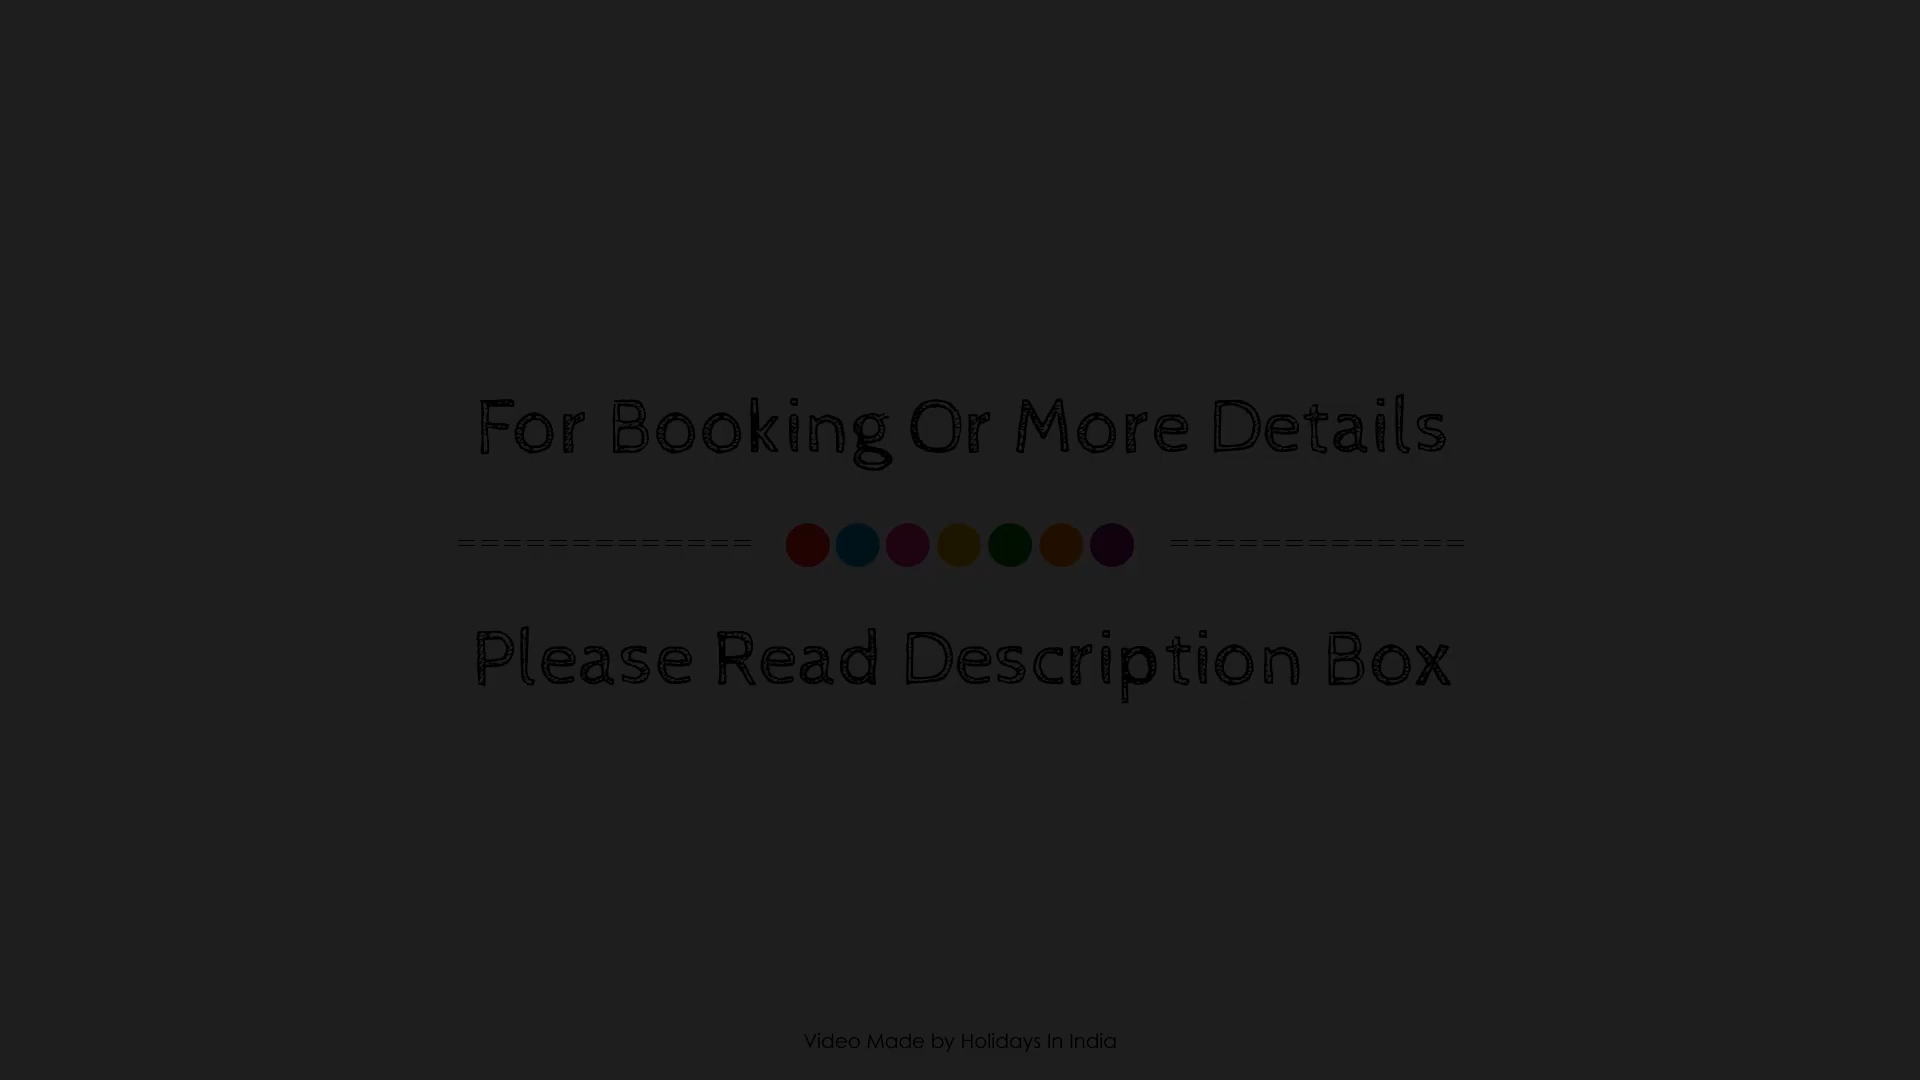 For Booking Or More Details
============= =============
Please Read Description Box
Video Made by Holidays In India